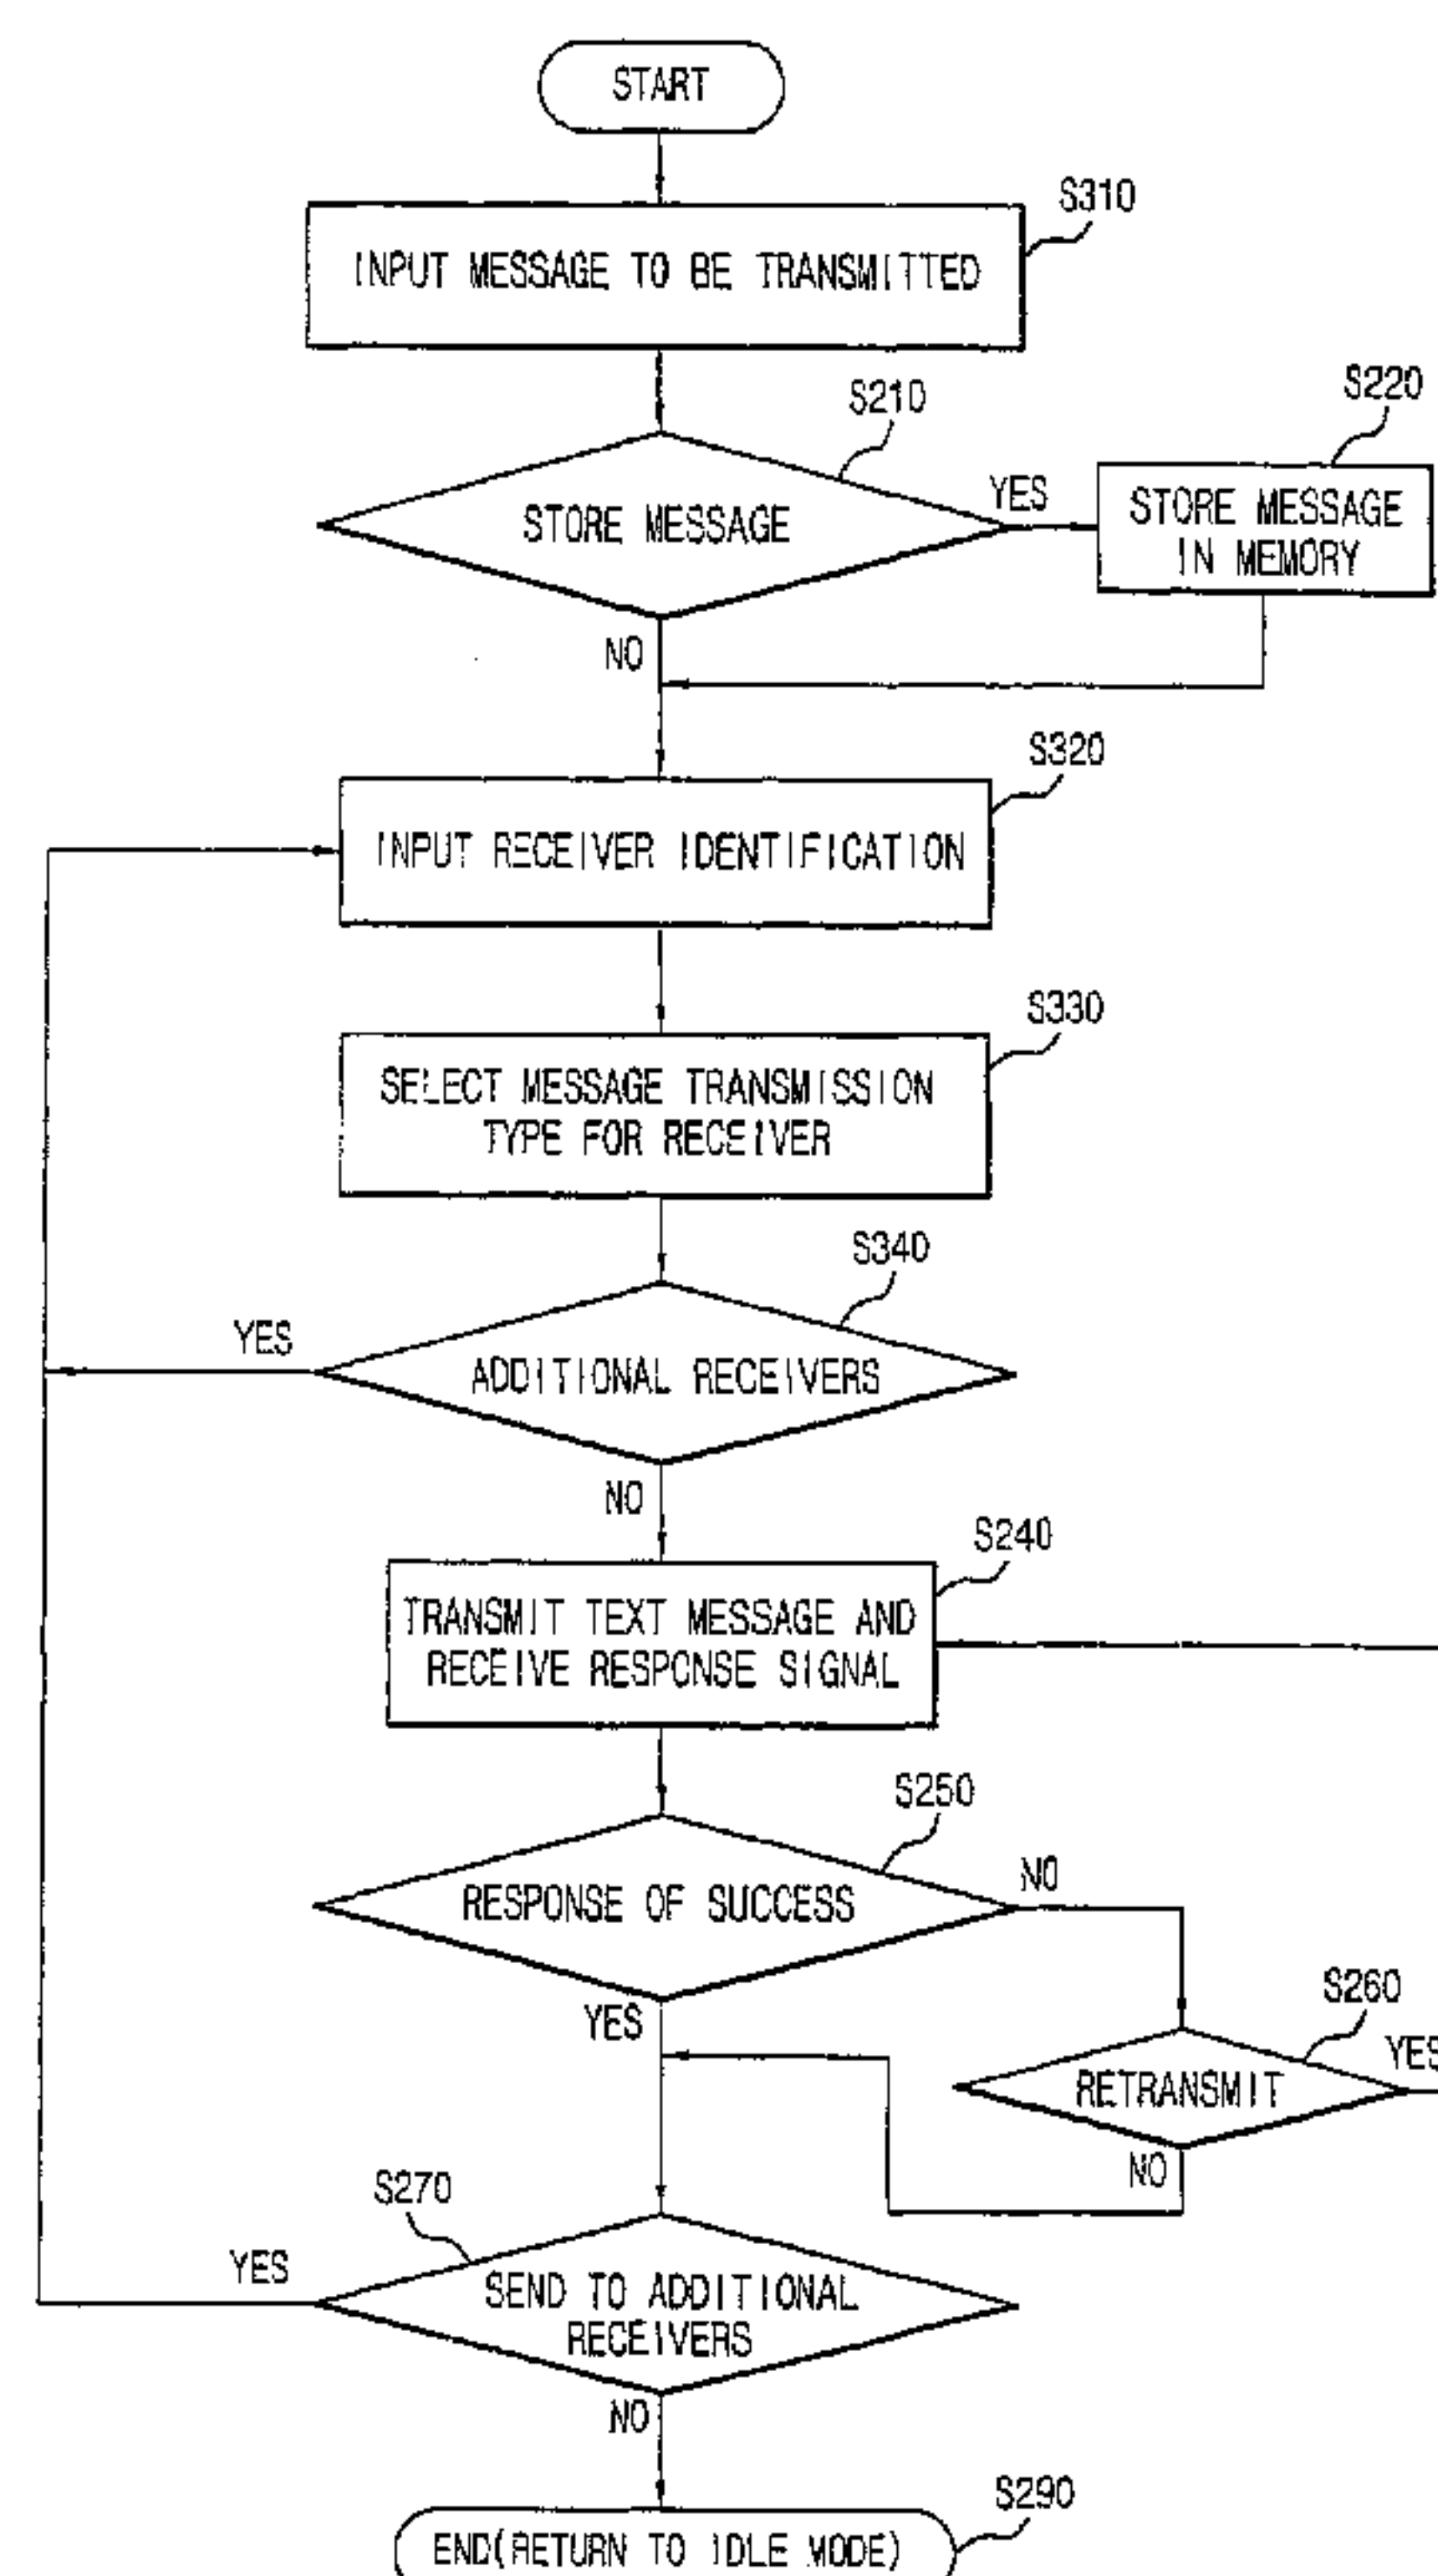 START
S310
INPUT MESSAGE TO BE TRANSMITTED
S210
S220
STORE MESSAGE
YES
STORE MESSAGE
IN MEMORY
NO
S320
INPUT RECEIVER IDENTIFICATION
S330
SELECT MESSAGE TRANSMISSION
TYPE FOR RECEIVER
S340
YES
ADDITIONAL RECEIVERS
NO
S240
TRANSMIT TEXT MESSAGE AND
RECEIVE RESPONSE SIGNAL
S250
NO
RESPONSE OF SUCCESS
S260
YES
YES
RETRANSMIT
NO
S270
YES
SEND TO ADDITIONAL
RECEIVERS
NO
S290
END(RETURN TO IDLE MODE)